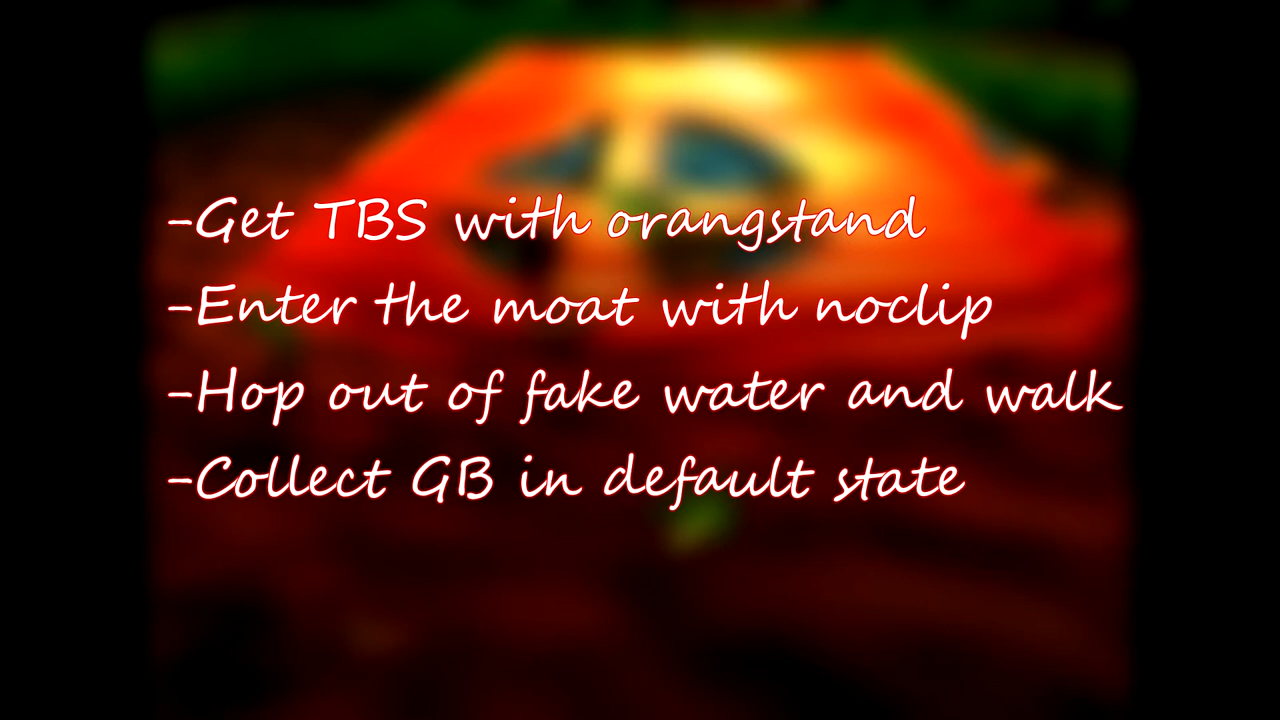 -Get TBS with orangstand
-Enter the moat with noclip
-Hop out of fake water and walk
-Collect GB in default state